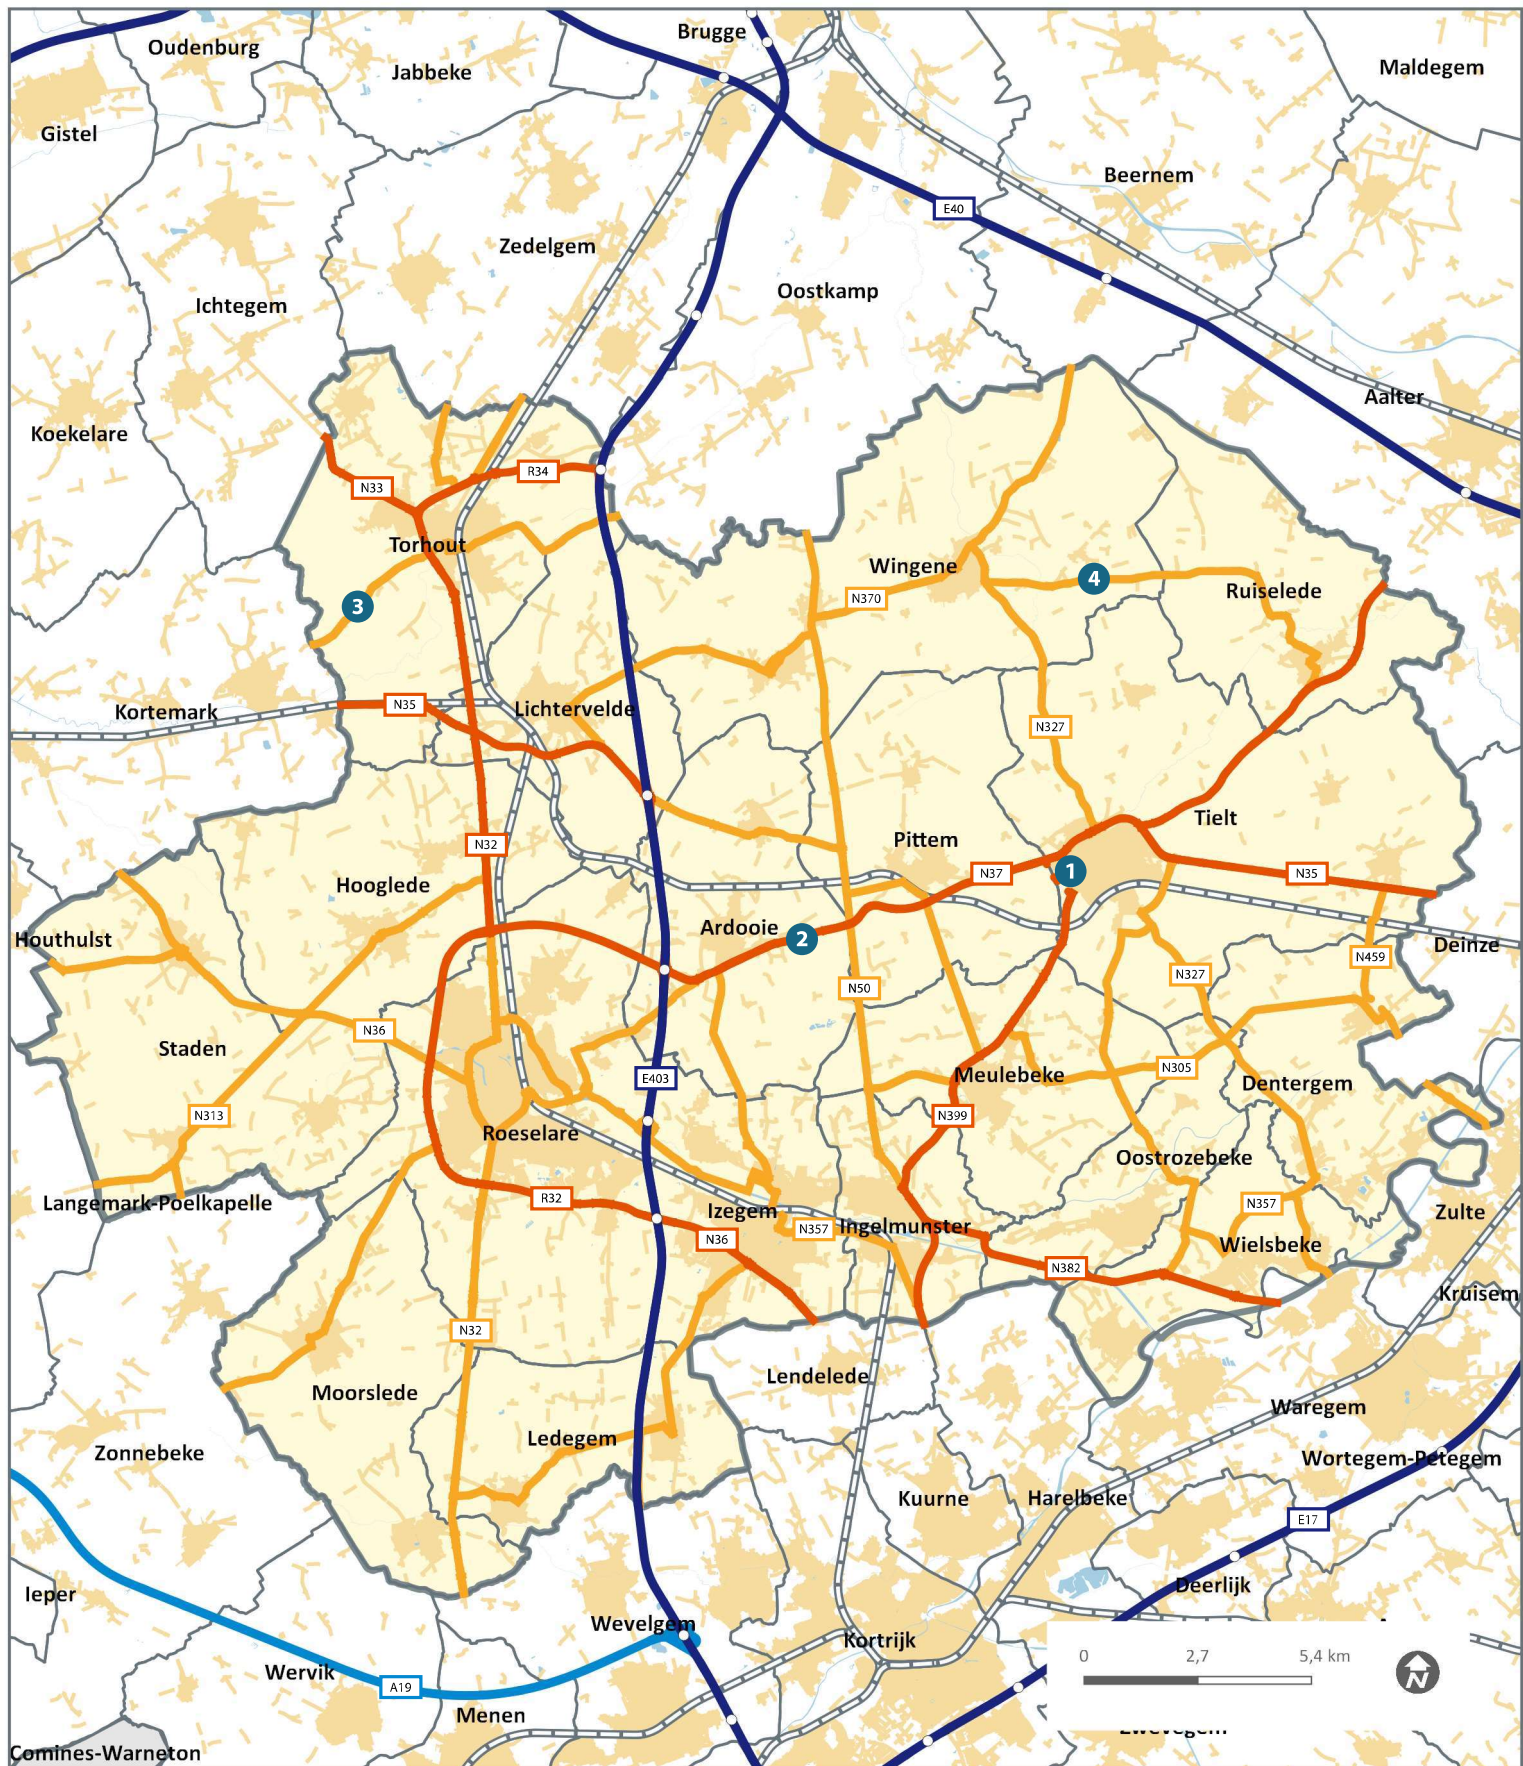 Brugge
Oudenburg
Jabbeke
Maldegem
Gistel
Beernem
E40
Zedelgem
Oostkamp
Ichtegem
Aalter
Koekelare
R34
N33
Torhout
Wingene
4
Ruiselede
N370
3
N35
Lichtervelde
Kortemark
N327
Tielt
N32
Pittem
N37
1
N35
Hooglede
Ardooie
2
Houthulst
Deinze
N459
N327
N50
N36
Staden
E403
Meulebeke
N305
Dentergem
N313
N399
Roeselare
Oostrozebeke
R32
Langemark-Poelkapelle
N357
Izegem
Zulte
N357
Ingelmunster
N36
Wielsbeke
N382
Kruisem
N32
Lendelede
Moorslede
Waregem
Ledegem
Zonnebeke
Wortegem-Petegem
Kuurne
Harelbeke
E17
Deerlijk
Ieper
Wevelgem
Kortrijk
0 2,7 5,4 km
Wervik
N
A19
Menen
Zwevegem
Comines-Warneton